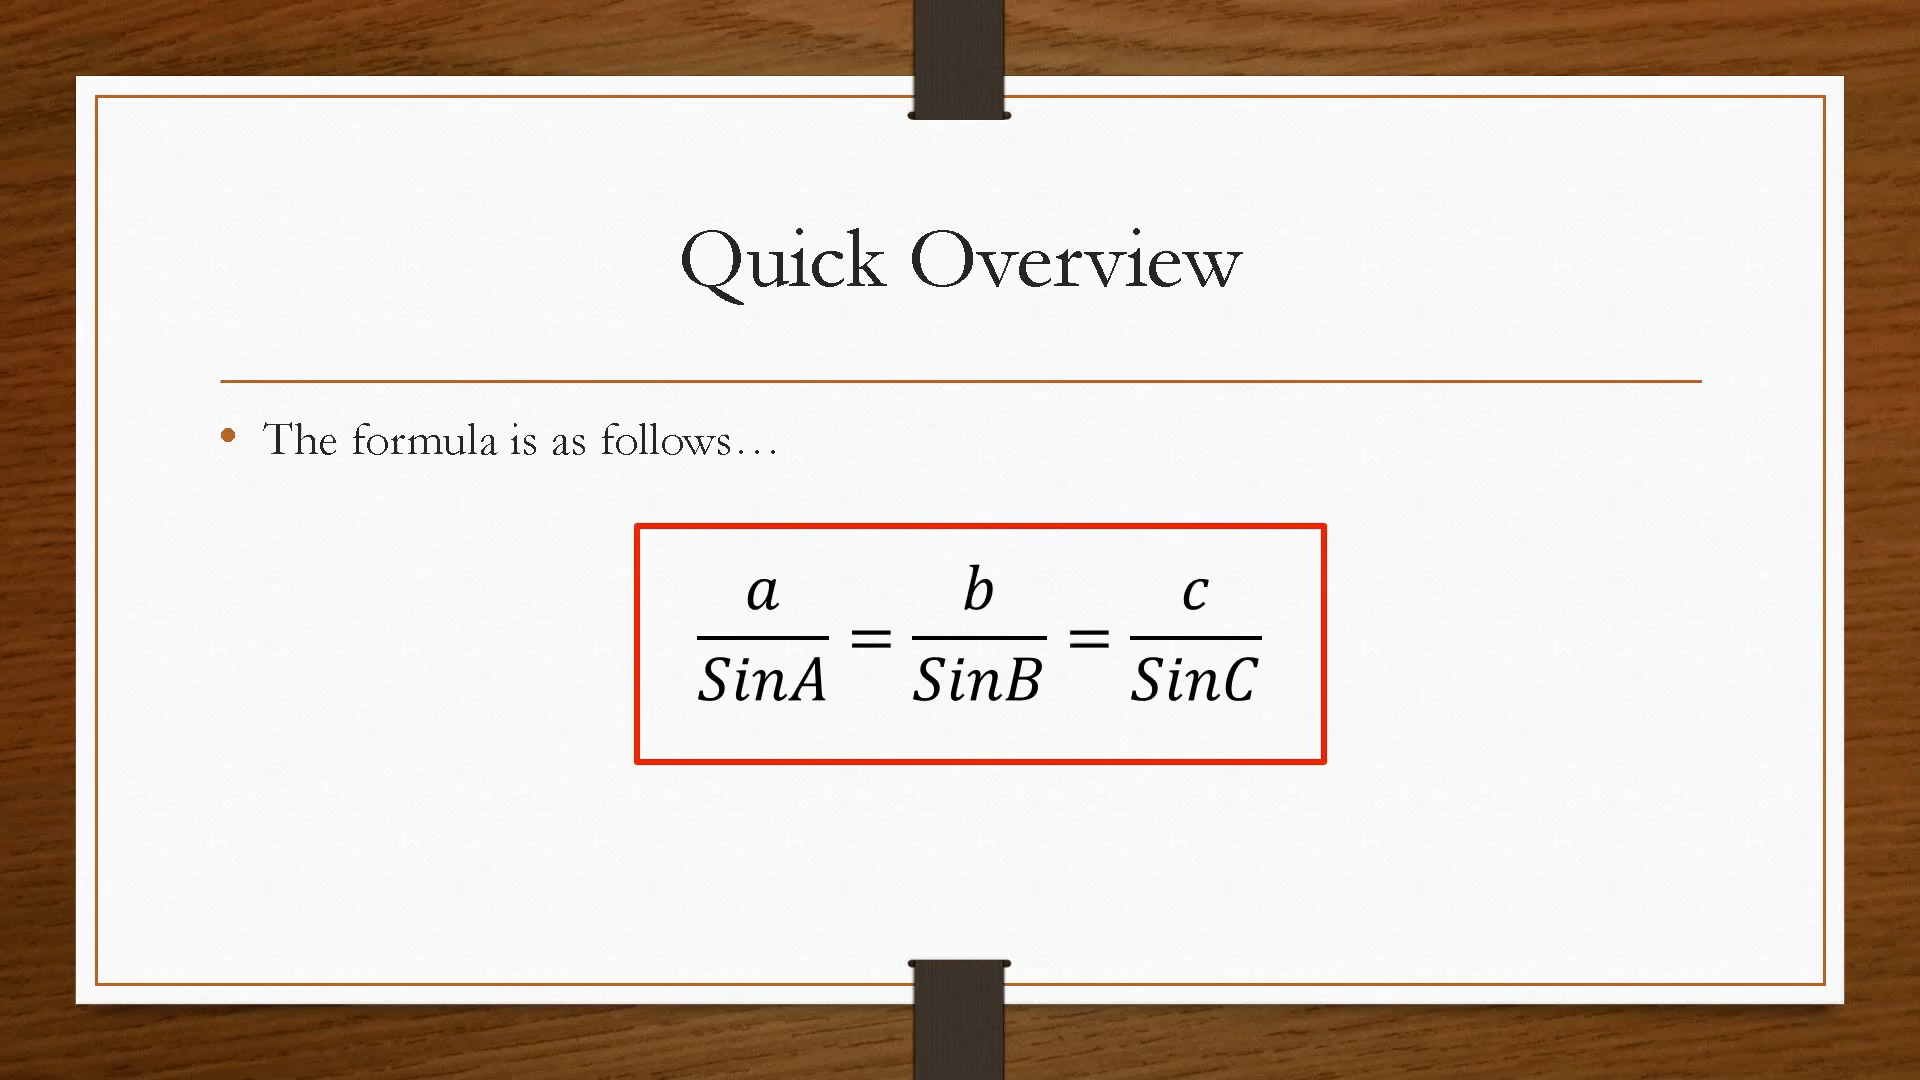 Quick Overview
• The formula is as follows…
a/SinA = b/SinB = c/SinC